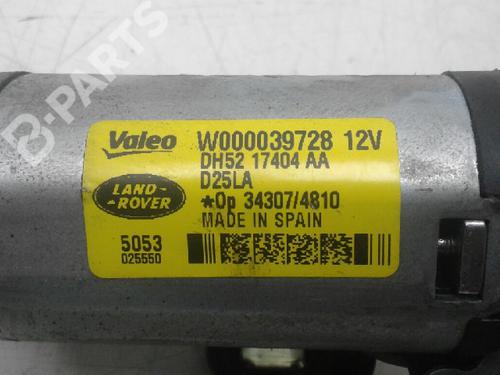 B-PARTS
Valeo W000039728 12V
DH52 17404 AA
D25LA
LAND-
ROVER
*Op 34307/4810
MADE IN SPAIN
5053
025550